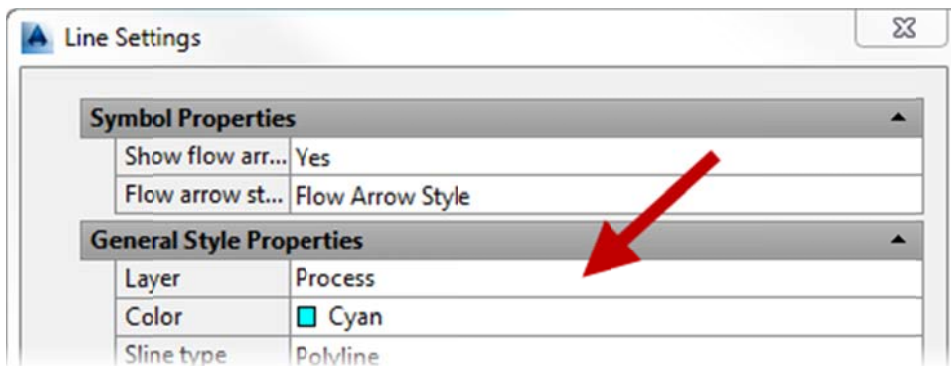 Line Settings
Symbol Properties
Show flow arr... Yes
Flow arrow st... Flow Arrow Style
General Style Properties
Layer Process
Color Cyan
Sline type Polyline